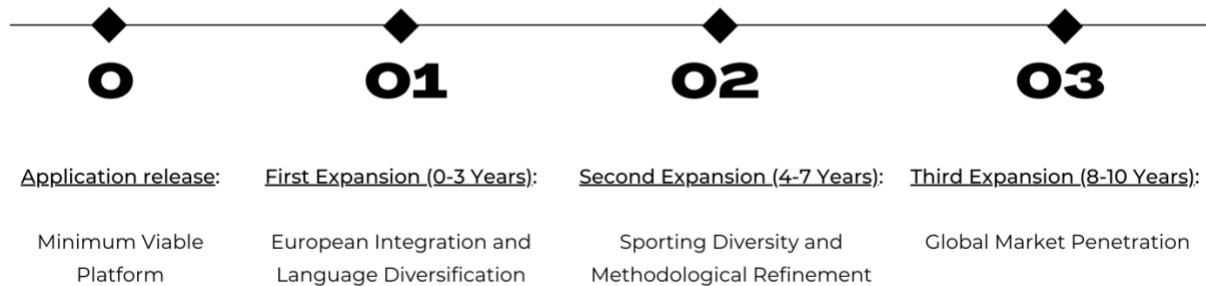 0
01
02
03
Application release:
Minimum Viable
Platform
First Expansion (0-3 Years):
European Integration and
Language Diversification
Second Expansion (4-7 Years):
Sporting Diversity and
Methodological Refinement
Third Expansion (8-10 Years):
Global Market Penetration